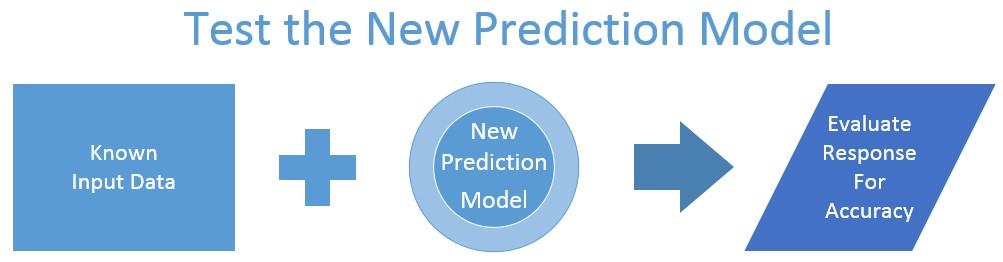 Test the New Prediction Model
Known
Input Data
New
Prediction
Model
Evaluate
Response
For
Accuracy